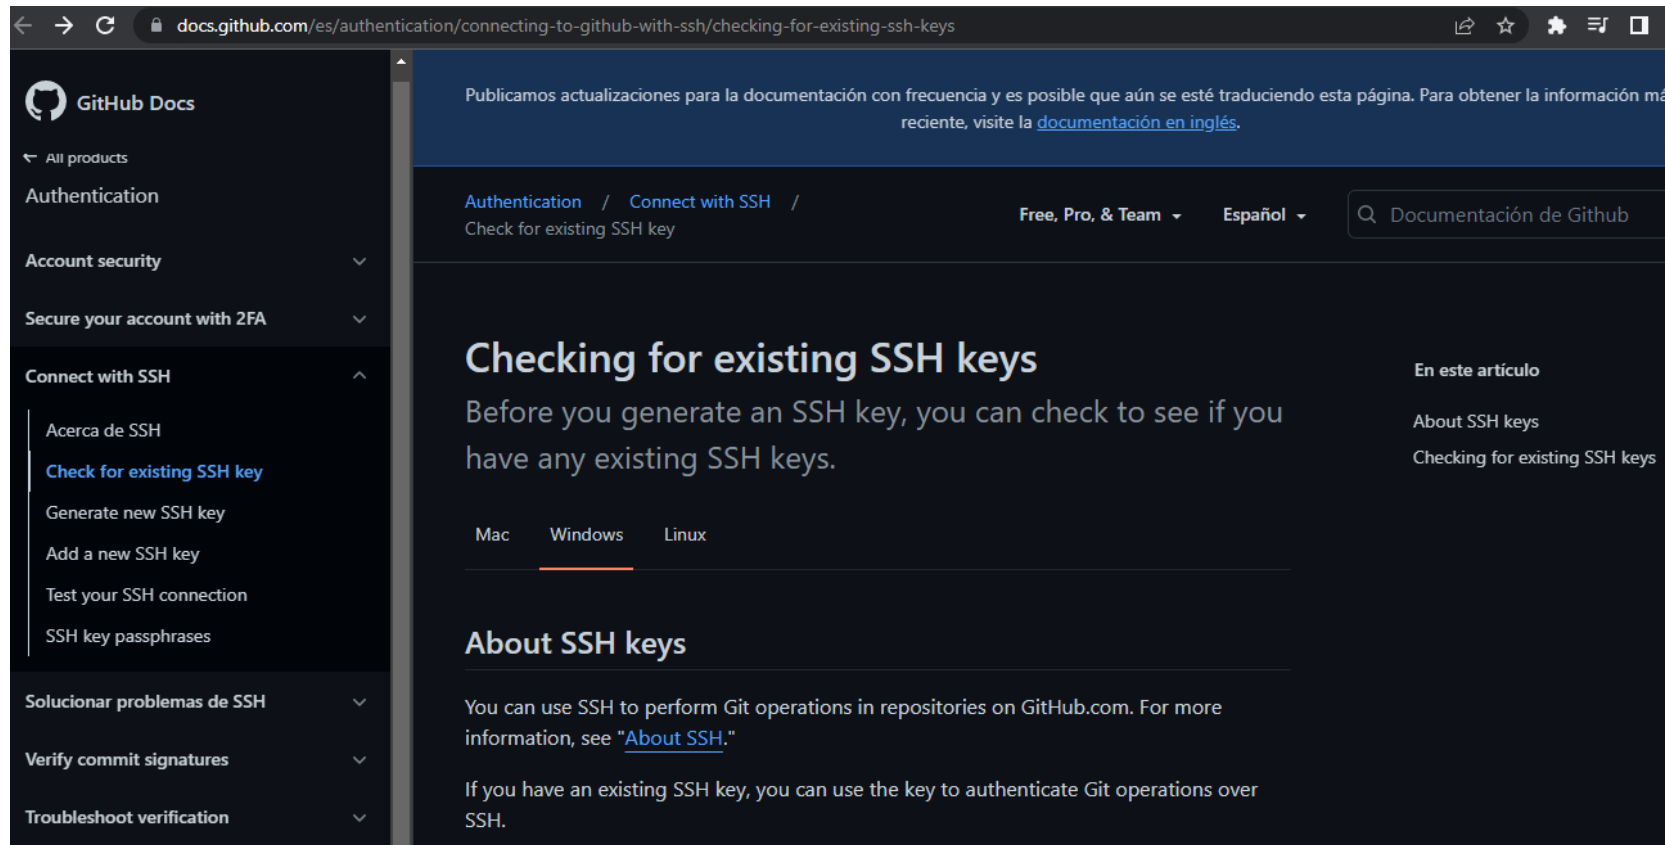 docs.github.com/es/authentication/connecting-to-github-with-ssh/checking-for-existing-ssh-keys
GitHub Docs
All products
Authentication
Account security
Secure your account with 2FA
Connect with SSH
Acerca de SSH
Check for existing SSH key
Generate new SSH key
Add a new SSH key
Test your SSH connection
SSH key passphrases
Solucionar problemas de SSH
Verify commit signatures
Troubleshoot verification
Publicamos actualizaciones para la documentación con frecuencia y es posible que aún se esté traduciendo esta página. Para obtener la información má
reciente, visite la documentación en inglés.
Authentication / Connect with SSH /
Check for existing SSH key
Free, Pro, & Team
Español
Documentación de Github
Checking for existing SSH keys
Before you generate an SSH key, you can check to see if you
have any existing SSH keys.
Mac Windows Linux
About SSH keys
You can use SSH to perform Git operations in repositories on GitHub.com. For more
information, see "About SSH."
If you have an existing SSH key, you can use the key to authenticate Git operations over
SSH.
En este artículo
About SSH keys
Checking for existing SSH keys